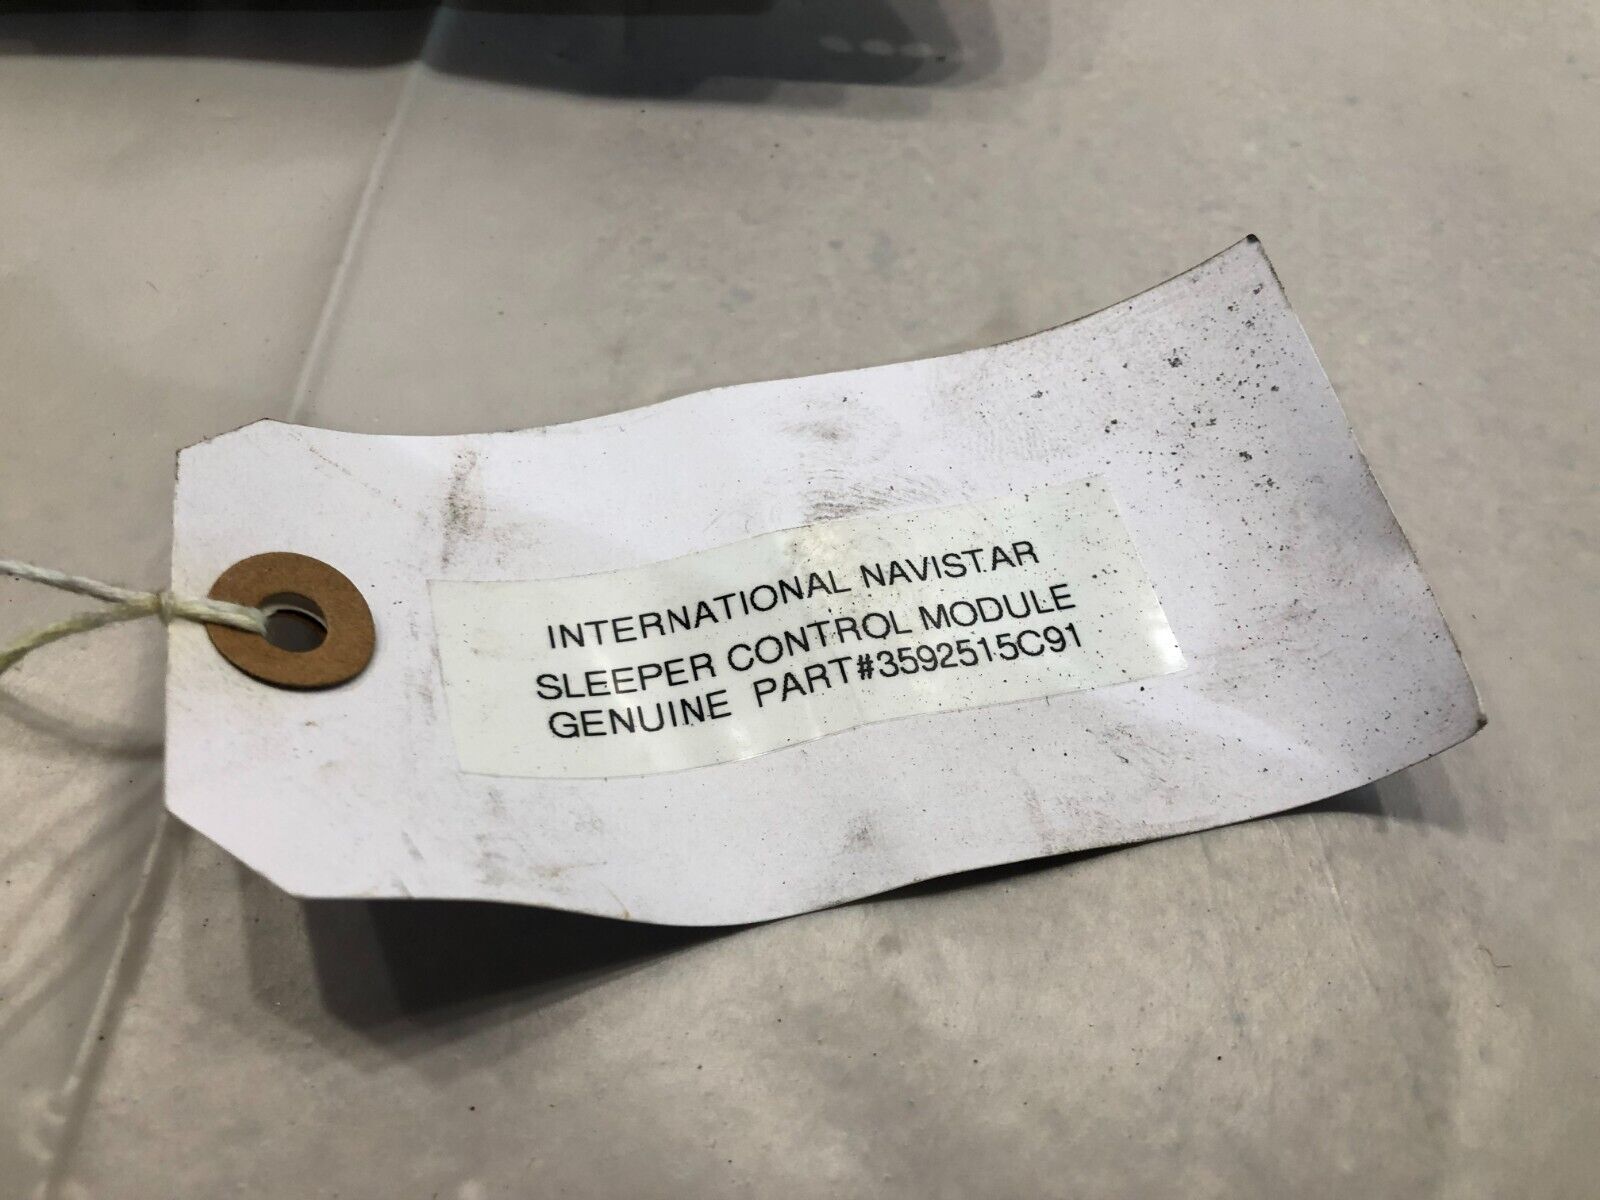 INTERNATIONAL NAVISTAR
SLEEPER CONTROL MODULE
GENUINE PART#3592515C91